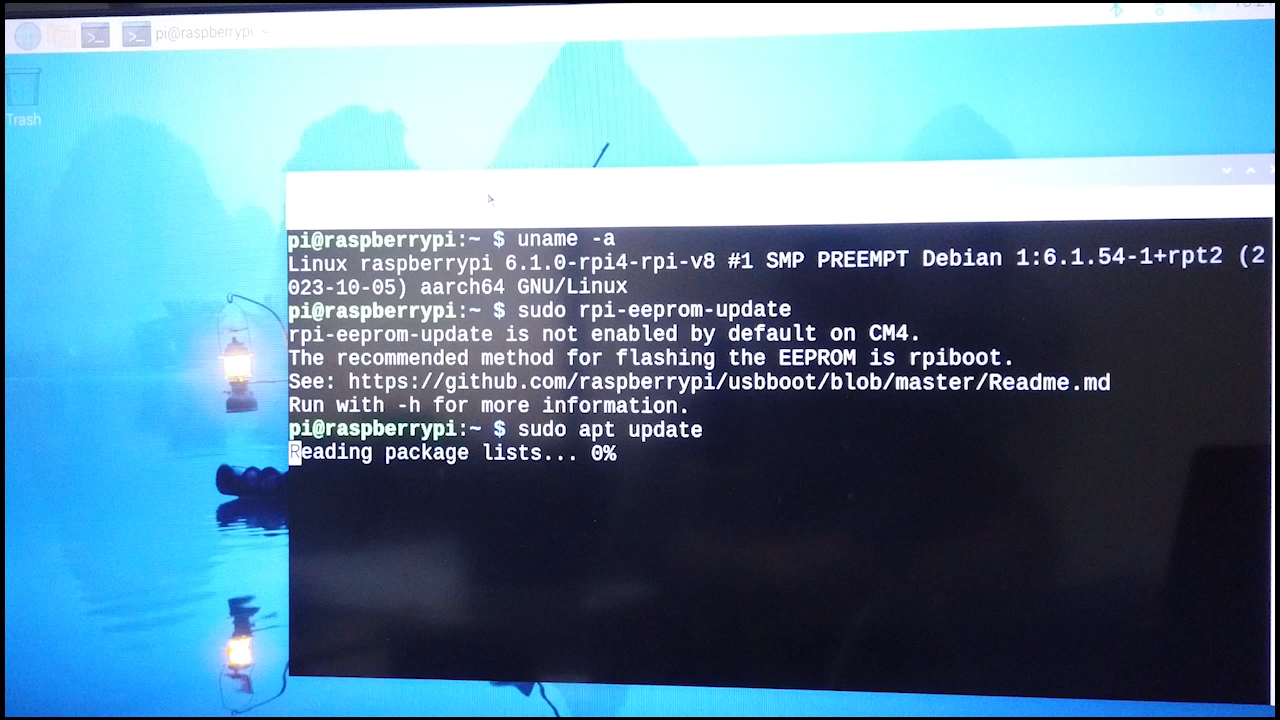 pi@raspberrypi: ~
Trash
pi@raspberrypi:~ $ uname -a
Linux raspberrypi 6.1.0-rpi4-rpi-v8 #1 SMP PREEMPT Debian 1:6.1.54-1+rpt2 (2
023-10-05) aarch64 GNU/Linux
pi@raspberrypi:~ $ sudo rpi-eeprom-update
rpi-eeprom-update is not enabled by default on CM4.
The recommended method for flashing the EEPROM is rpiboot.
See: https://github.com/raspberrypi/usbboot/blob/master/Readme.md
Run with -h for more information.
pi@raspberrypi:~ $ sudo apt update
Reading package lists... 0%